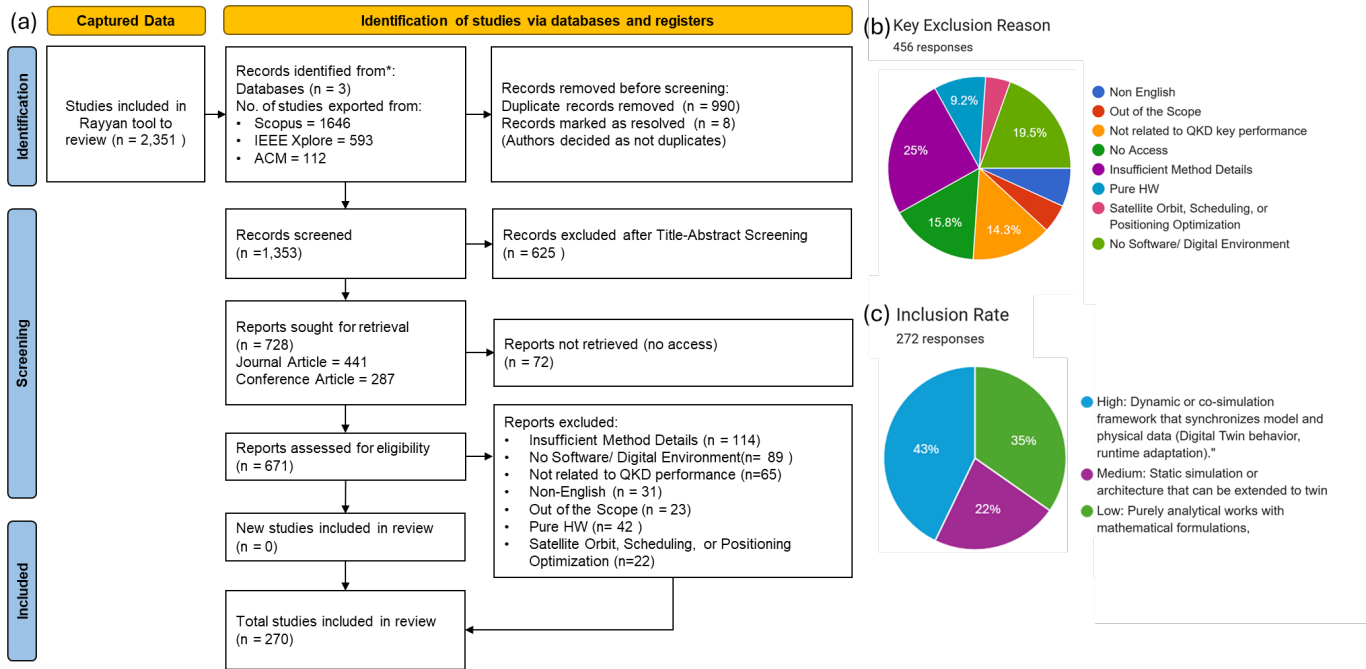 (a)
Captured Data
Identification of studies via databases and registers
Identification
Studies included in
Rayyan tool to
review (n = 2,351 )
Records identified from*:
Databases (n = 3)
No. of studies exported from:
• Scopus = 1646
• IEEE Xplore = 593
• ACM = 112
Records removed before screening:
Duplicate records removed (n = 990)
Records marked as resolved (n = 8)
(Authors decided as not duplicates)
Screening
Records screened
(n =1,353)
Records excluded after Title-Abstract Screening
(n = 625 )
Reports sought for retrieval
(n = 728)
Journal Article = 441
Conference Article = 287
Reports not retrieved (no access)
(n = 72)
Reports assessed for eligibility
(n = 671)
Reports excluded:
• Insufficient Method Details (n = 114)
• No Software/ Digital Environment(n= 89 )
• Not related to QKD performance (n=65)
• Non-English (n = 31)
• Out of the Scope (n = 23)
• Pure HW (n= 42 )
• Satellite Orbit, Scheduling, or Positioning
Optimization (n=22)
Included
New studies included in review
(n = 0)
Total studies included in review
(n = 270)
(b) Key Exclusion Reason
456 responses
9.2%
19.5%
25%
15.8%
14.3%
Non English
Out of the Scope
Not related to QKD key performance
No Access
Insufficient Method Details
Pure HW
Satellite Orbit, Scheduling, or
Positioning Optimization
No Software/ Digital Environment
(c) Inclusion Rate
272 responses
43%
35%
22%
High: Dynamic or co-simulation
framework that synchronizes model and
physical data (Digital Twin behavior,
runtime adaptation)."
Medium: Static simulation or
architecture that can be extended to twin
Low: Purely analytical works with
mathematical formulations,